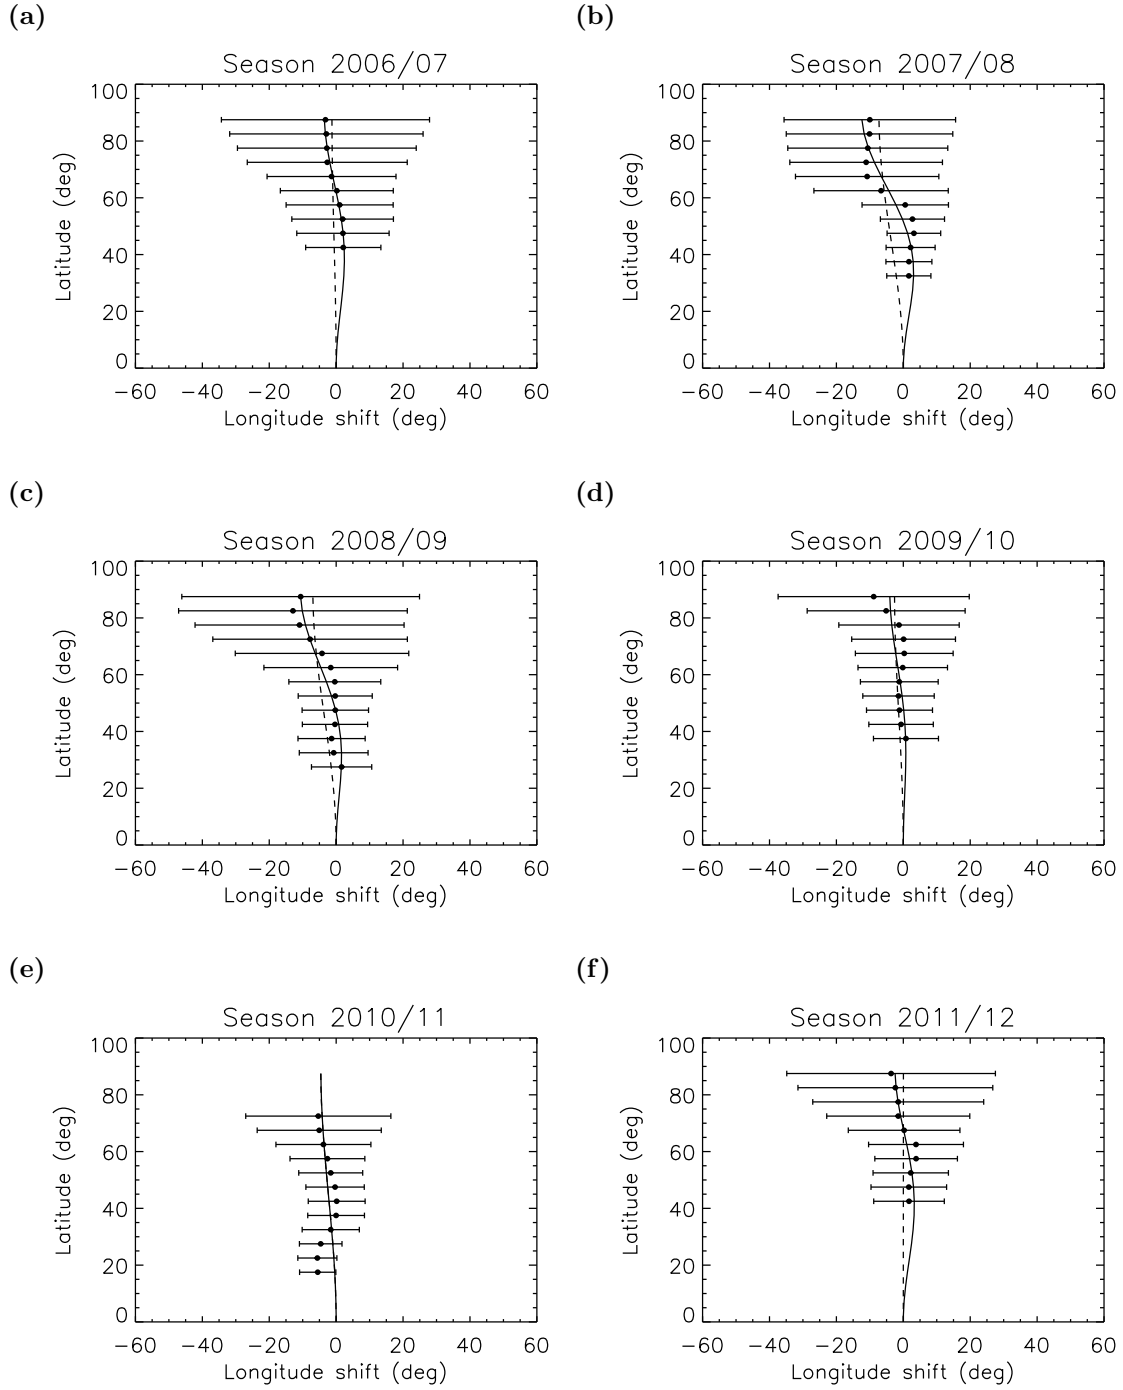 (a)
Season 2006/07
100
80
60
40
20
0
Latitude (deg)
−60 −40 −20 0 20 40 60
Longitude shift (deg)
(b)
Season 2007/08
100
80
60
40
20
0
Latitude (deg)
−60 −40 −20 0 20 40 60
Longitude shift (deg)
(c)
Season 2008/09
100
80
60
40
20
0
Latitude (deg)
−60 −40 −20 0 20 40 60
Longitude shift (deg)
(d)
Season 2009/10
100
80
60
40
20
0
Latitude (deg)
−60 −40 −20 0 20 40 60
Longitude shift (deg)
(e)
Season 2010/11
100
80
60
40
20
0
Latitude (deg)
−60 −40 −20 0 20 40 60
Longitude shift (deg)
(f)
Season 2011/12
100
80
60
40
20
0
Latitude (deg)
−60 −40 −20 0 20 40 60
Longitude shift (deg)